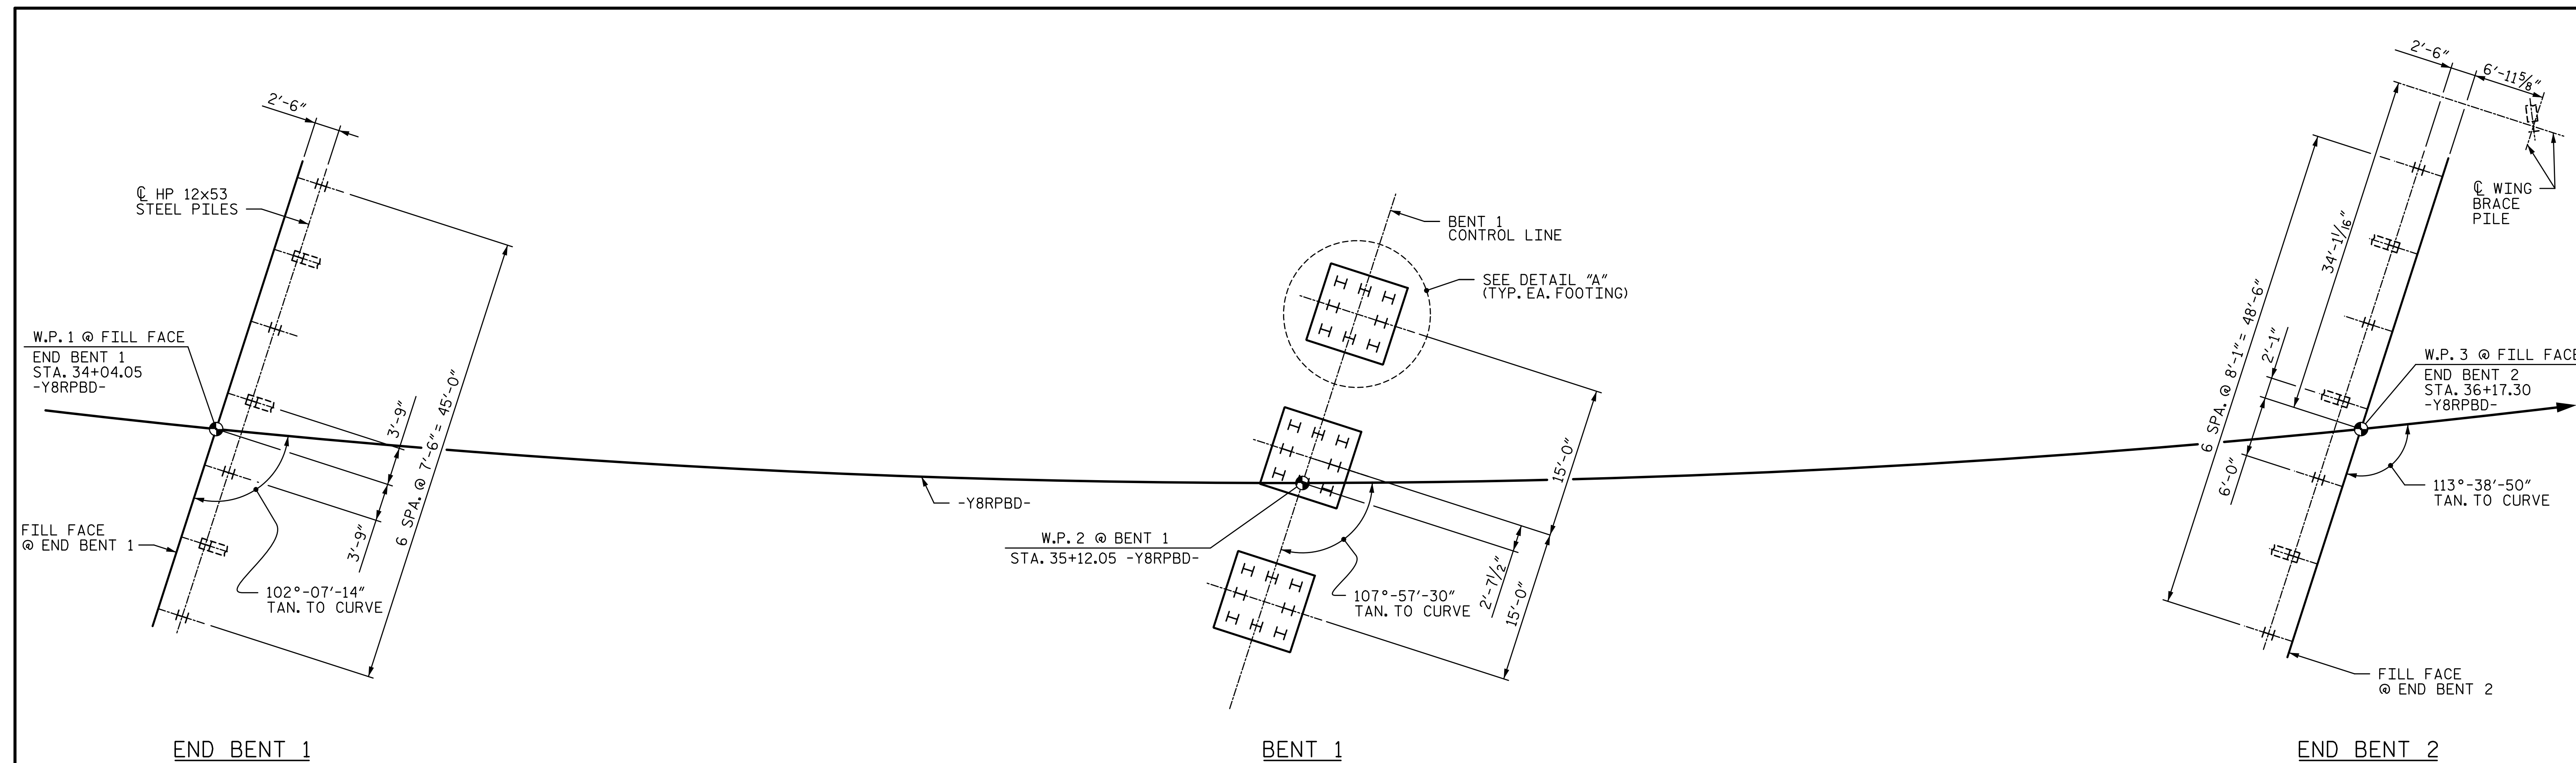 2'-6"
℄ HP 12x53
STEEL PILES
W.P. 1 @ FILL FACE
END BENT 1
STA. 34+04.05
-Y8RPBD-
FILL FACE
@ END BENT 1
102°-07'-14"
TAN. TO CURVE
3'-9"
3'-9"
6 SPA. @ 7'-6" = 45'-0"
END BENT 1
-Y8RPBD-
BENT 1
CONTROL LINE
SEE DETAIL "A"
(TYP. EA. FOOTING)
W.P. 2 @ BENT 1
STA. 35+12.05 -Y8RPBD-
107°-57'-30"
TAN. TO CURVE
15'-0"
2'-7 1/2"
15'-0"
BENT 1
2'-6"
6'-11 5/8"
℄ WING
BRACE
PILE
34'-1 1/16"
6 SPA. @ 8'-1" = 48'-6"
2'-1"
6'-0"
W.P. 3 @ FILL FACE
END BENT 2
STA. 36+17.30
-Y8RPBD-
113°-38'-50"
TAN. TO CURVE
FILL FACE
@ END BENT 2
END BENT 2